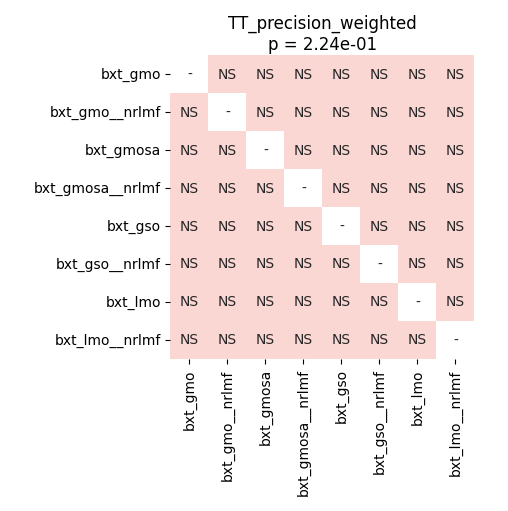 TT_precision_weighted
p = 2.24e-01
bxt_gmo - NS NS NS NS NS NS NS
bxt_gmo__nrlmf NS - NS NS NS NS NS NS
bxt_gmosa NS NS - NS NS NS NS NS
bxt_gmosa__nrlmf NS NS NS - NS NS NS NS
bxt_gso NS NS NS NS - NS NS NS
bxt_gso__nrlmf NS NS NS NS NS - NS NS
bxt_lmo NS NS NS NS NS NS - NS
bxt_lmo__nrlmf NS NS NS NS NS NS NS -
bxt_gmo
bxt_gmo__nrlmf
bxt_gmosa
bxt_gmosa__nrlmf
bxt_gso
bxt_gso__nrlmf
bxt_lmo
bxt_lmo__nrlmf